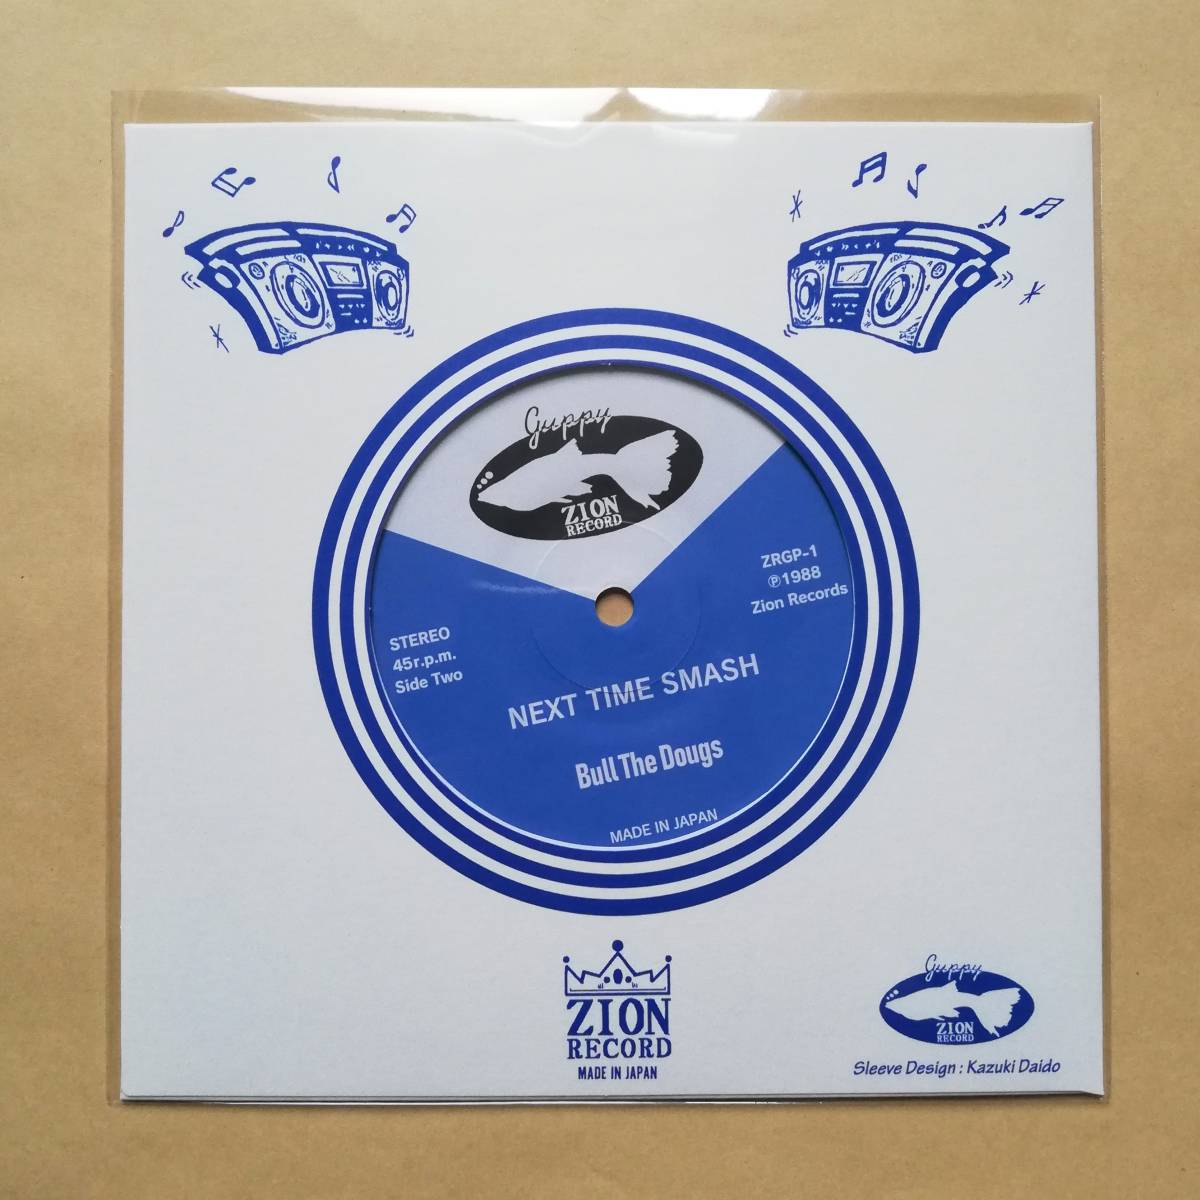 Guppy
ZION
RECORD
ZRGP-1
Ⓟ1988
Zion Records
STEREO
45r.p.m.
Side Two
NEXT TIME SMASH
Bull The Dougs
MADE IN JAPAN
ZION
RECORD
MADE IN JAPAN
Guppy
ZION
RECORD
Sleeve Design : Kazuki Daido